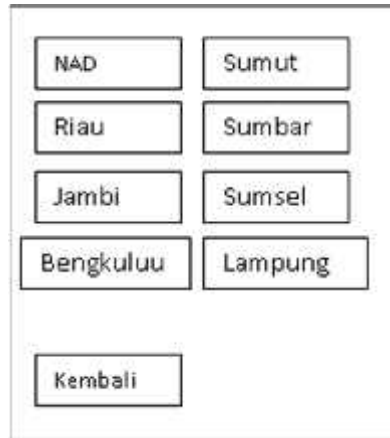 NAD Sumut
Riau Sumbar
Jambi Sumsel
Bengkuluu Lampung
Kembali